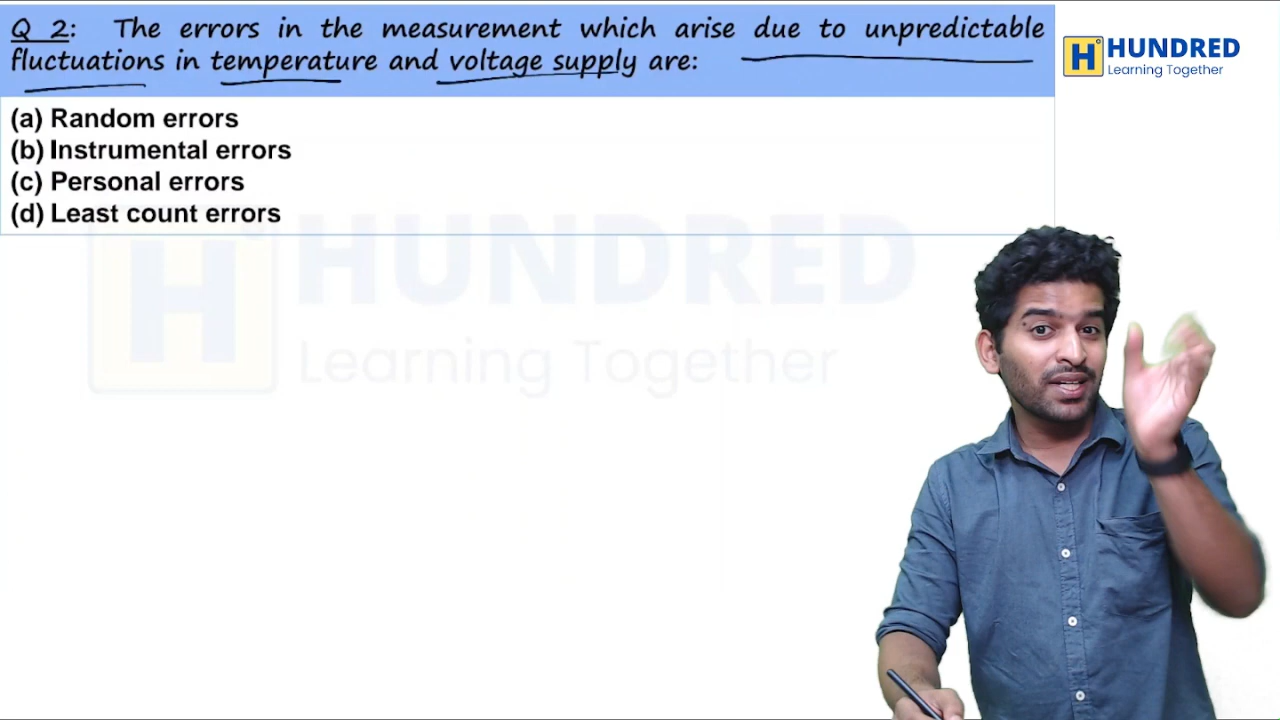 Q 2: The errors in the measurement which arise due to unpredictable
fluctuations in temperature and voltage supply are:
(a) Random errors
(b) Instrumental errors
(c) Personal errors
(d) Least count errors
H HUNDRED
Learning Together
H HUNDRED
Learning Together